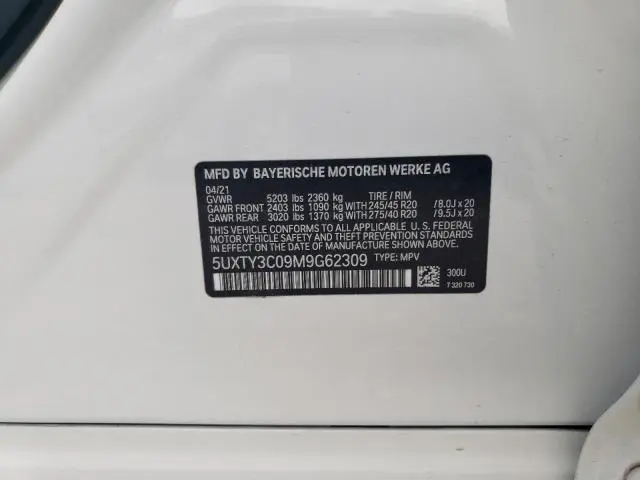 MFD BY BAYERISCHE MOTOREN WERKE AG
04/21
GVWR 5203 lbs 2360 kg TIRE / RIM
GAWR FRONT 2403 lbs 1090 kg WITH 245/45 R20 /8.0J x 20
GAWR REAR 3020 lbs 1370 kg WITH 275/40 R20 /9.5J x 20
THIS VEHICLE CONFORMS TO ALL APPLICABLE U. S. FEDERAL
MOTOR VEHICLE SAFETY, BUMPER, AND THEFT PREVENTION
STANDARDS IN EFFECT ON THE DATE OF MANUFACTURE
SHOWN ABOVE.
5UXTY3C09M9G62309 TYPE: MPV
300U
7 320 730